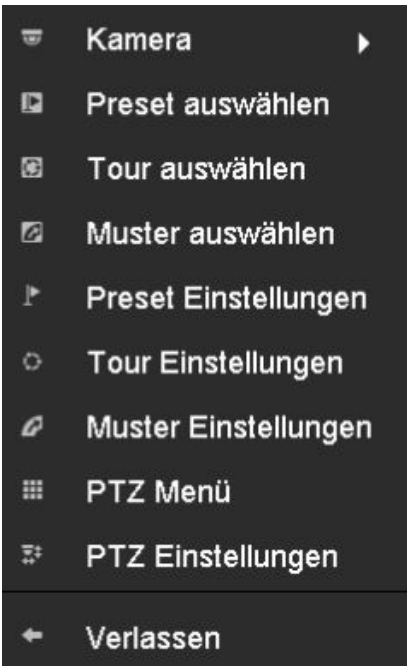 Kamera
Preset auswählen
Tour auswählen
Muster auswählen
Preset Einstellungen
Tour Einstellungen
Muster Einstellungen
PTZ Menü
PTZ Einstellungen
Verlassen